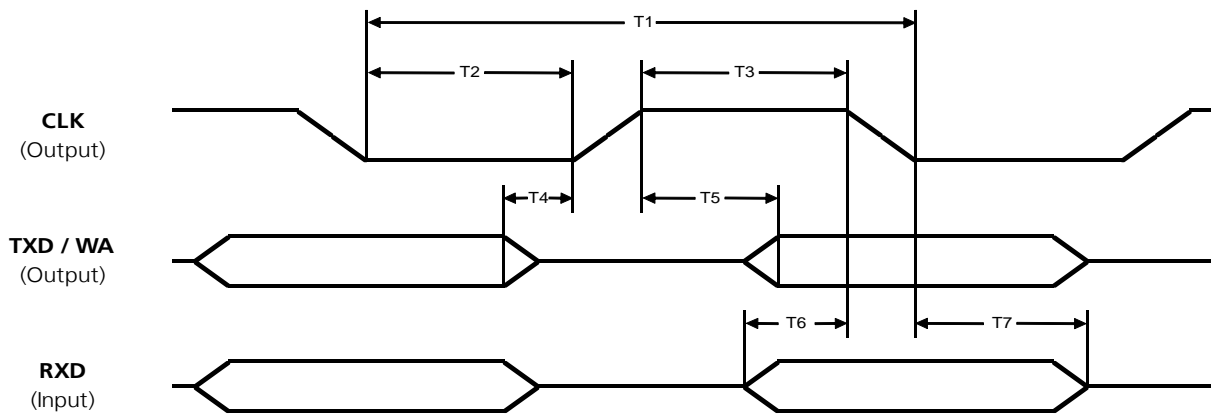 T1
T2
T3
CLK
(Output)
T4
T5
TXD / WA
(Output)
T6
T7
RXD
(Input)